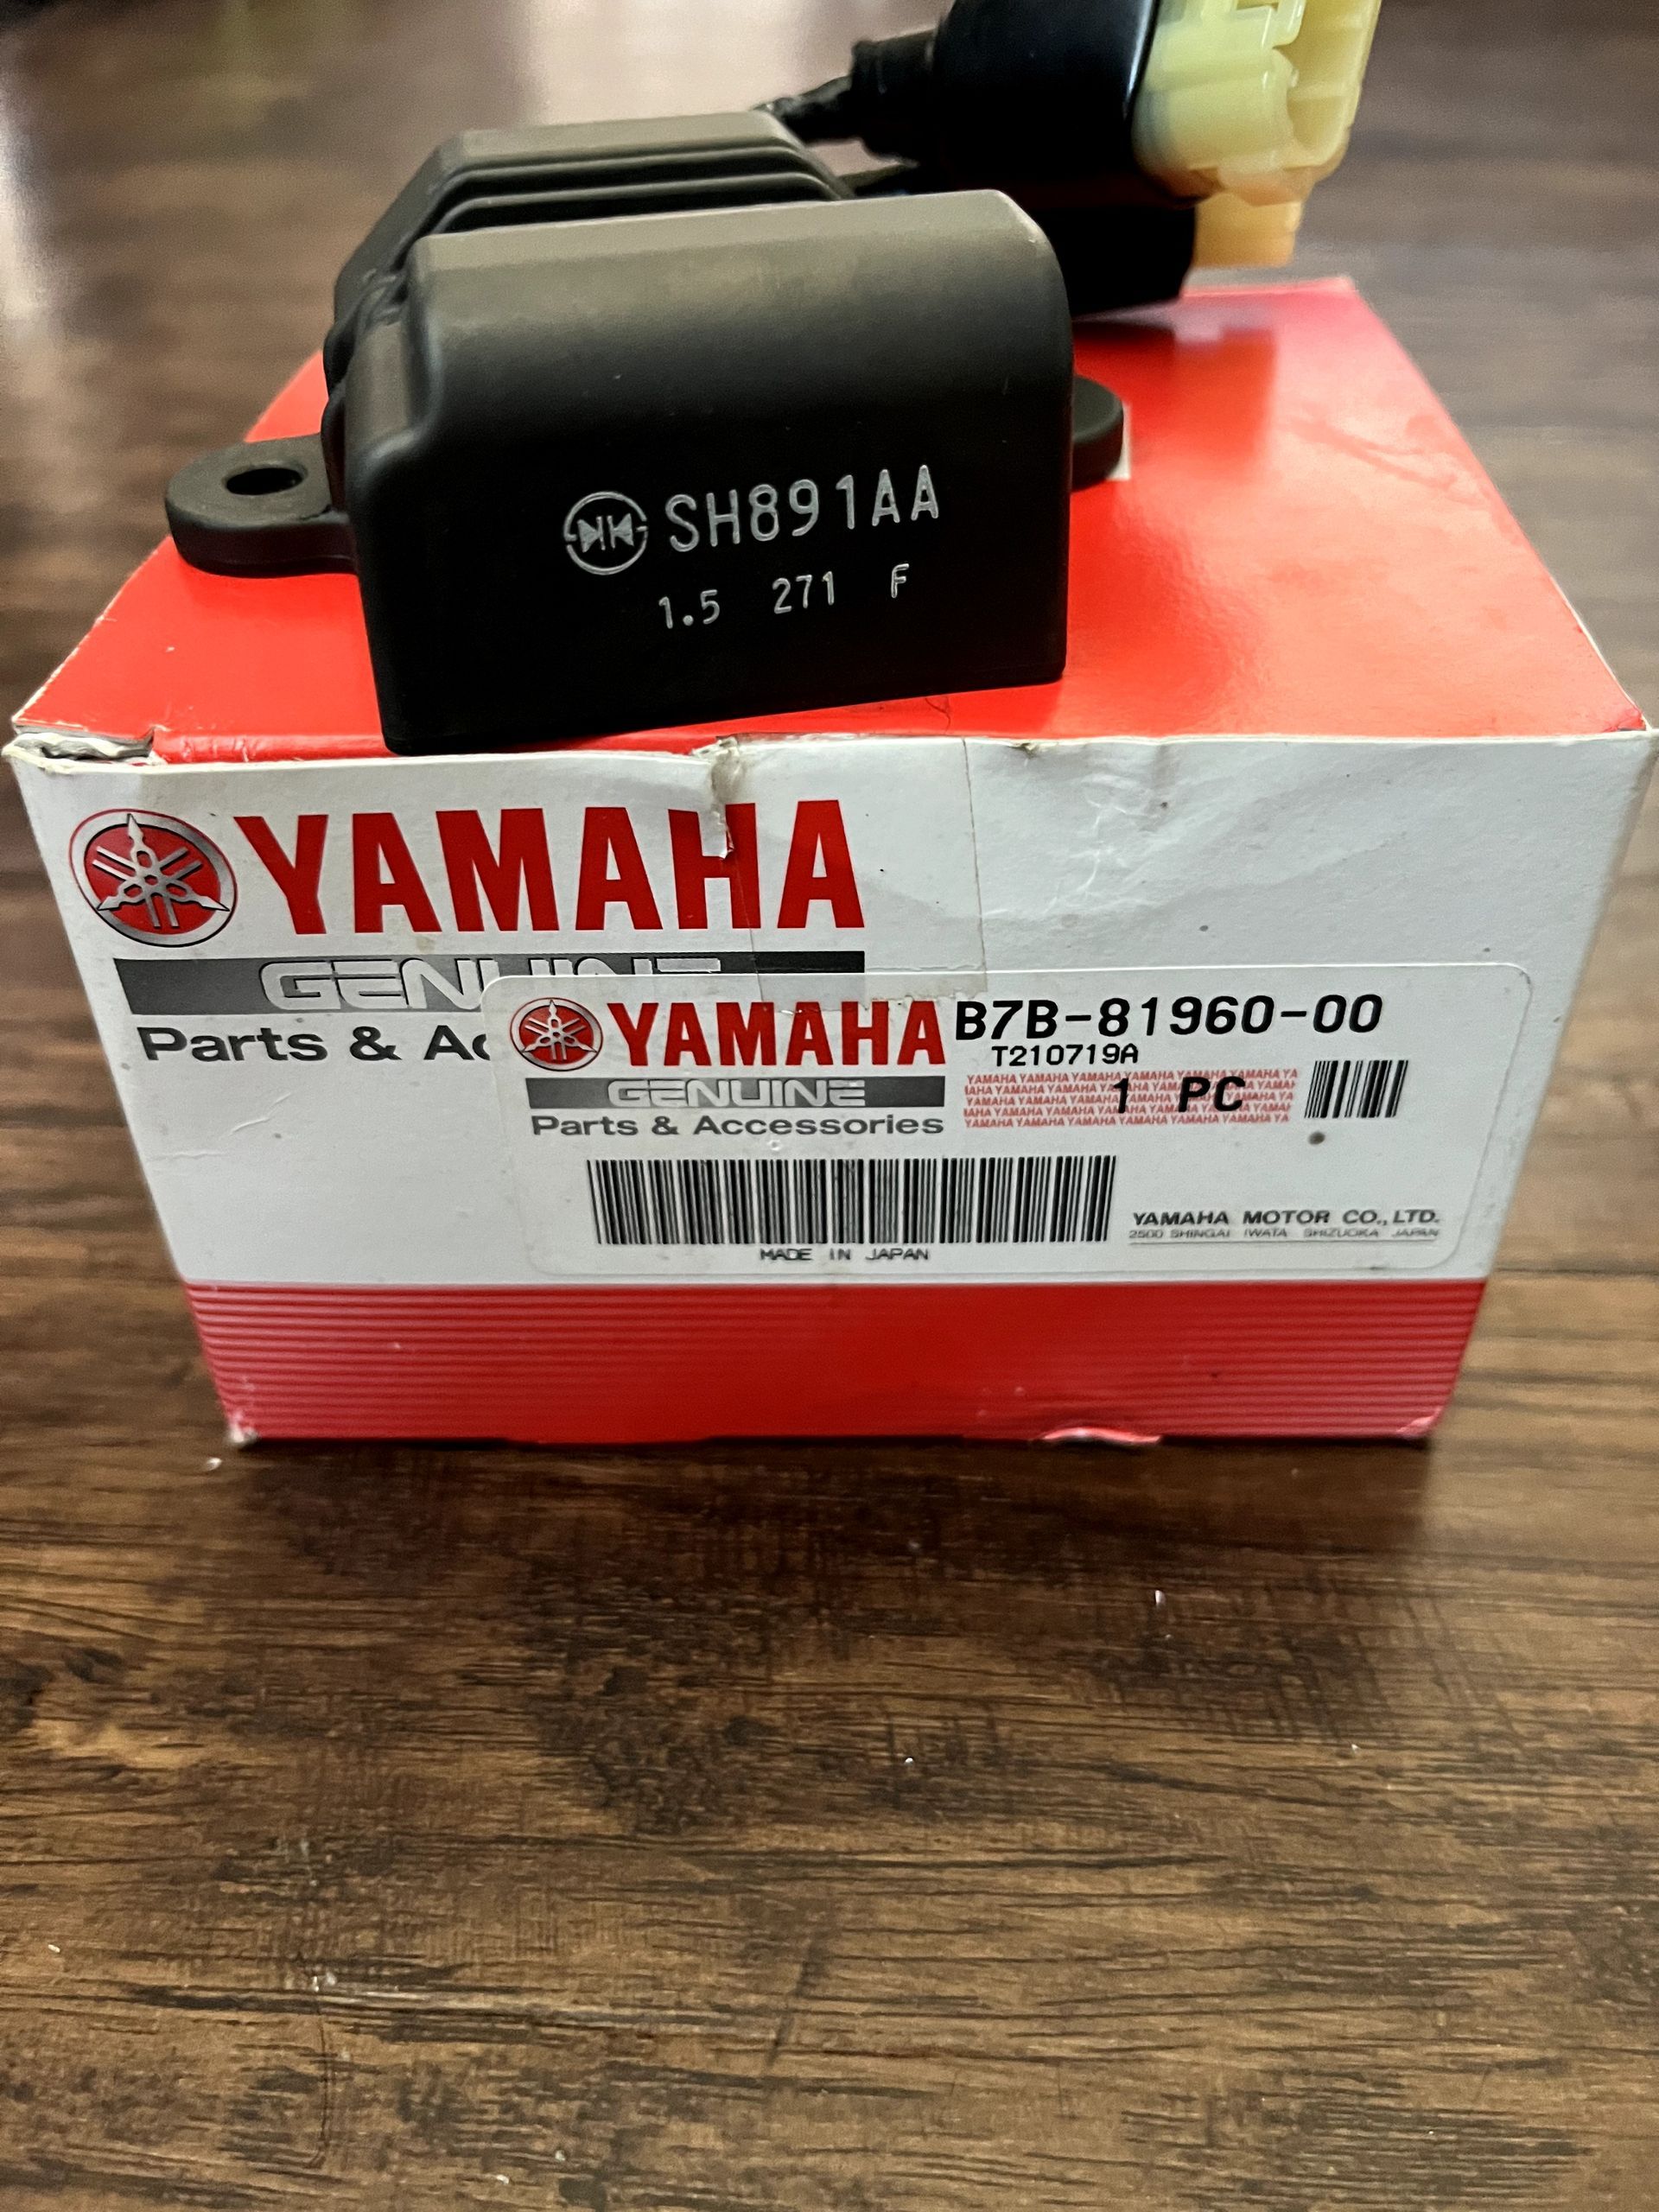 SH891AA
1.5 271 F
YAMAHA
GENUINE
Parts & Ac
YAMAHA B7B-81960-00
T210719A
GENUINE
1 PC
Parts & Accessories
YAMAHA MOTOR CO., LTD.
2500 SHINGAI IWATA SHIZUOKA JAPAN
MADE IN JAPAN